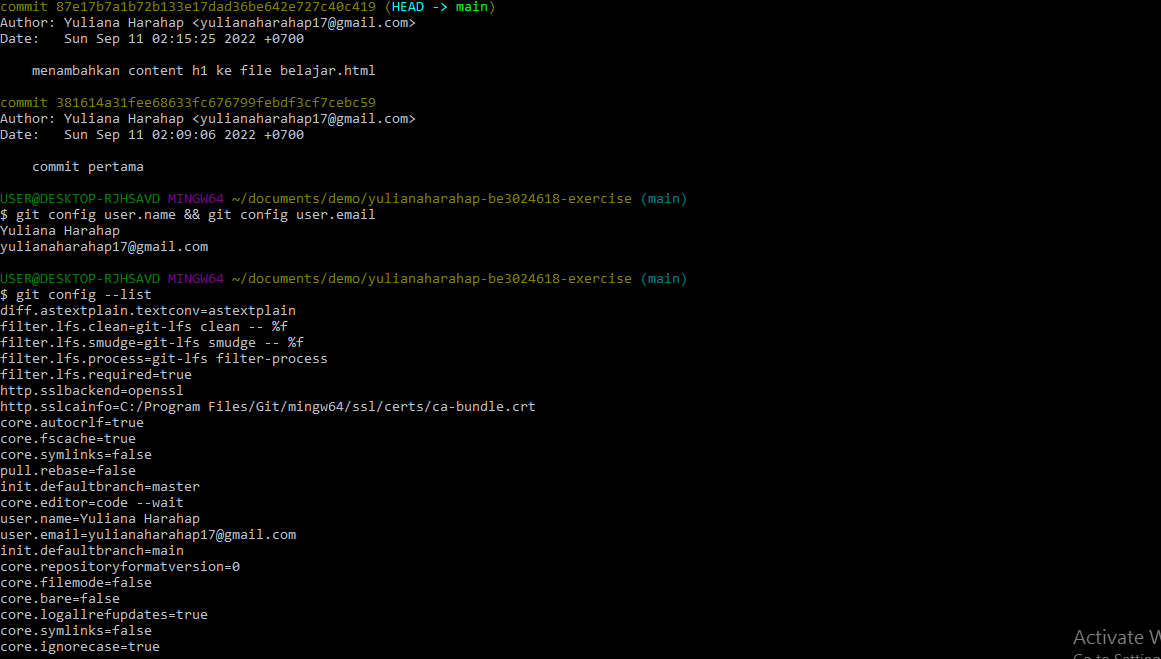 commit 87e17b7a1b72b133e17dad36be642e727c40c419 (HEAD -> main)
Author: Yuliana Harahap <yulianaharahap17@gmail.com>
Date:   Sun Sep 11 02:15:25 2022 +0700
    menambahkan content h1 ke file belajar.html
commit 381614a31fee68633fc676799febdf3cf7cebc59
Author: Yuliana Harahap <yulianaharahap17@gmail.com>
Date:   Sun Sep 11 02:09:06 2022 +0700
    commit pertama
USER@DESKTOP-RJHSAVD MINGW64 ~/documents/demo/yulianaharahap-be3024618-exercise (main)
$ git config user.name && git config user.email
Yuliana Harahap
yulianaharahap17@gmail.com
USER@DESKTOP-RJHSAVD MINGW64 ~/documents/demo/yulianaharahap-be3024618-exercise (main)
$ git config --list
diff.astextplain.textconv=astextplain
filter.lfs.clean=git-lfs clean -- %f
filter.lfs.smudge=git-lfs smudge -- %f
filter.lfs.process=git-lfs filter-process
filter.lfs.required=true
http.sslbackend=openssl
http.sslcainfo=C:/Program Files/Git/mingw64/ssl/certs/ca-bundle.crt
core.autocrlf=true
core.fscache=true
core.symlinks=false
pull.rebase=false
init.defaultbranch=master
core.editor=code --wait
user.name=Yuliana Harahap
user.email=yulianaharahap17@gmail.com
init.defaultbranch=main
core.repositoryformatversion=0
core.filemode=false
core.bare=false
core.logallrefupdates=true
core.symlinks=false
core.ignorecase=true
Activate